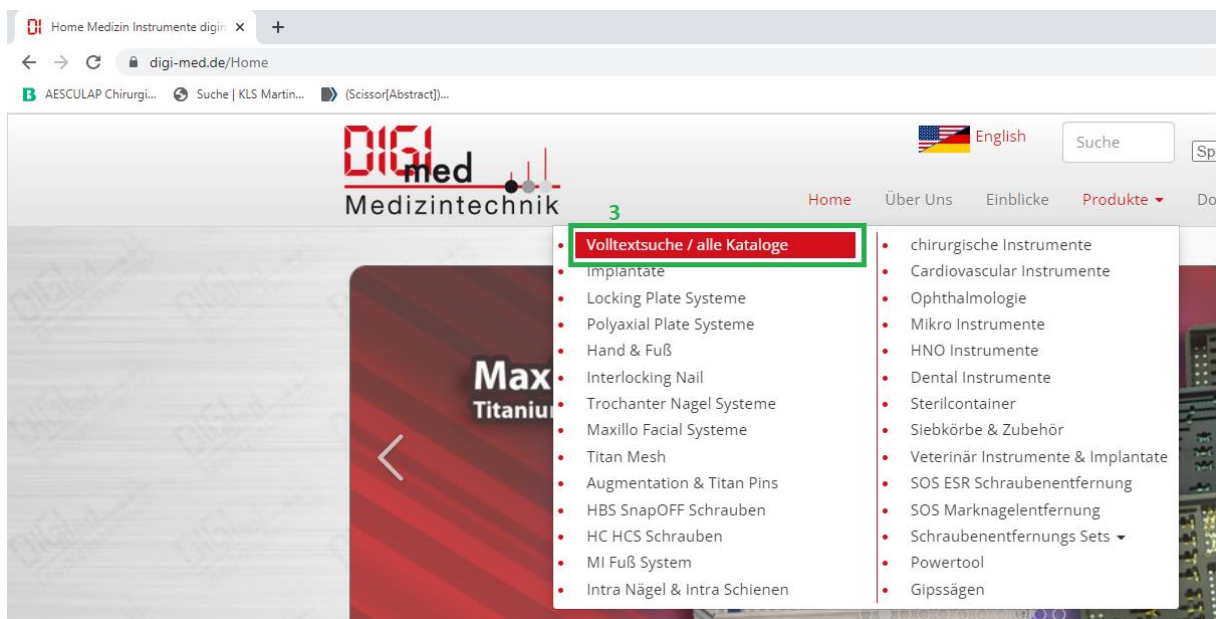 Home Medizin Instrumente digin
digi-med.de/Home
AESCULAP Chirurgi...
Suche | KLS Martin...
(Scissor[Abstract])...
DIGImed
Medizintechnik
English
Suche
Sp
Home
Über Uns
Einblicke
Produkte
Do
3
Volltextsuche / alle Kataloge
Implantate
Locking Plate Systeme
Polyaxial Plate Systeme
Hand & Fuß
Interlocking Nail
Trochanter Nagel Systeme
Maxillo Facial Systeme
Titan Mesh
Augmentation & Titan Pins
HBS SnapOFF Schrauben
HC HCS Schrauben
MI Fuß System
Intra Nägel & Intra Schienen
chirurgische Instrumente
Cardiovascular Instrumente
Ophthalmologie
Mikro Instrumente
HNO Instrumente
Dental Instrumente
Sterilcontainer
Siebkörbe & Zubehör
Veterinär Instrumente & Implantate
SOS ESR Schraubenentfernung
SOS Marknagelentfernung
Schraubenentfernungs Sets
Powertool
Gipssägen
Max
Titaniu